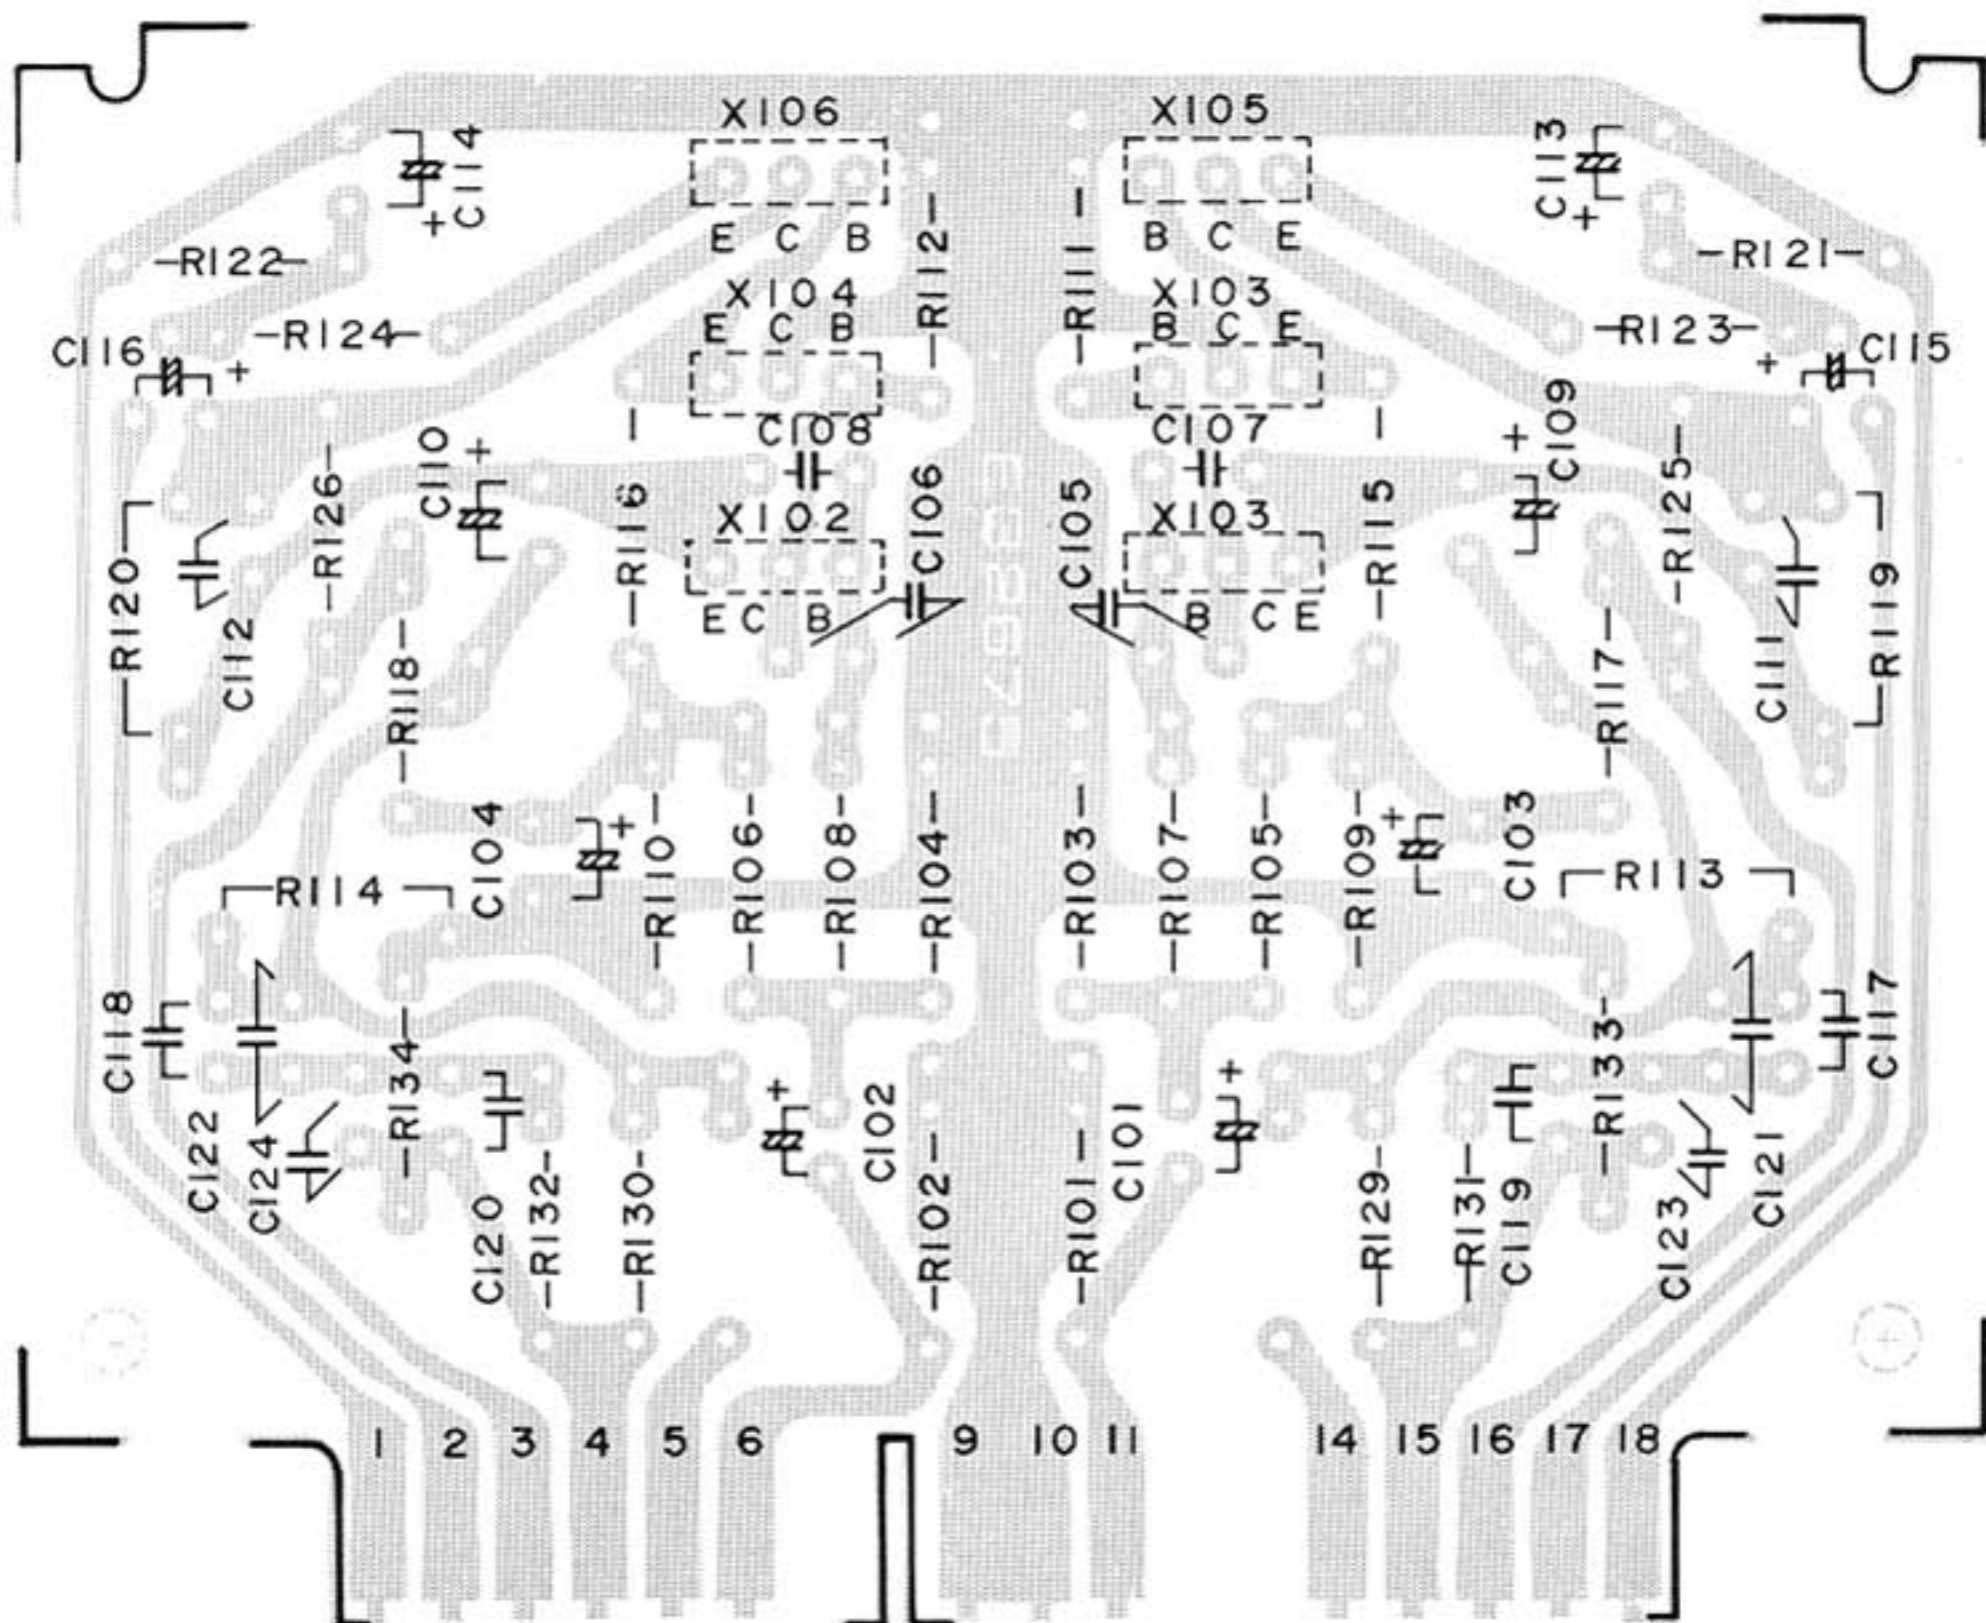 X106
X105
C114
+
C113
+
E C B
B C E
R112
R111
R122
R121
X104
X103
E C B
B C E
R124
R123
C116
+
+
C115
C108
C107
C110
+
+
C109
R126
R125
R116
R115
C106
C105
X102
X103
R120
R119
E C B
B C E
C112
C111
R118
R117
C104
+
+
C103
R110
R106
R108
R104
R103
R107
R105
R109
R114
R113
C118
C117
R134
R133
C122
C124
C121
C123
C120
C119
R132
R130
+
C102
C101
+
R102
R101
R129
R131
1 2 3 4 5 6 9 10 11 14 15 16 17 18